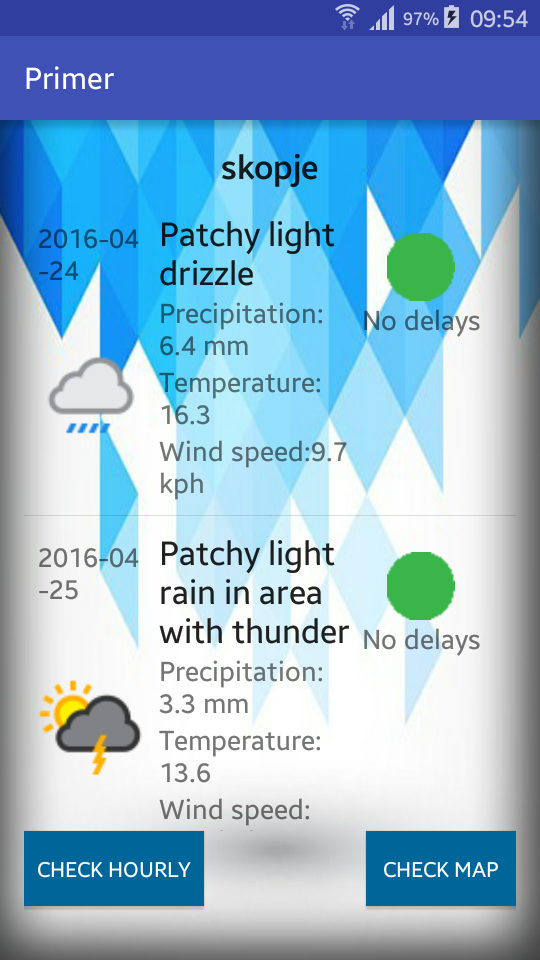 97% 09:54
Primer
skopje
2016-04
-24
Patchy light
drizzle
Precipitation:
6.4 mm
Temperature:
16.3
Wind speed:9.7
kph
No delays
2016-04
-25
Patchy light
rain in area
with thunder
Precipitation:
3.3 mm
Temperature:
13.6
Wind speed:
No delays
CHECK HOURLY
CHECK MAP